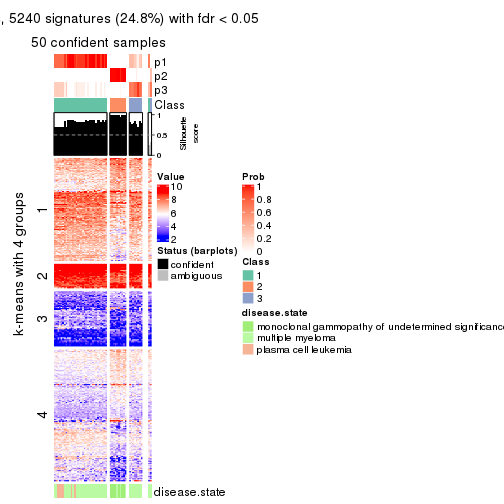 , 5240 signatures (24.8%) with fdr < 0.05
50 confident samples
p1
p2
p3
Class
1
0.5
0
Silhouette
score
k-means with 4 groups
1
2
3
4
disease.state
Value
10
8
6
4
2
Status (barplots)
confident
ambiguous
Prob
1
0.8
0.6
0.4
0.2
0
Class
1
2
3
disease.state
monoclonal gammopathy of undetermined significance
multiple myeloma
plasma cell leukemia